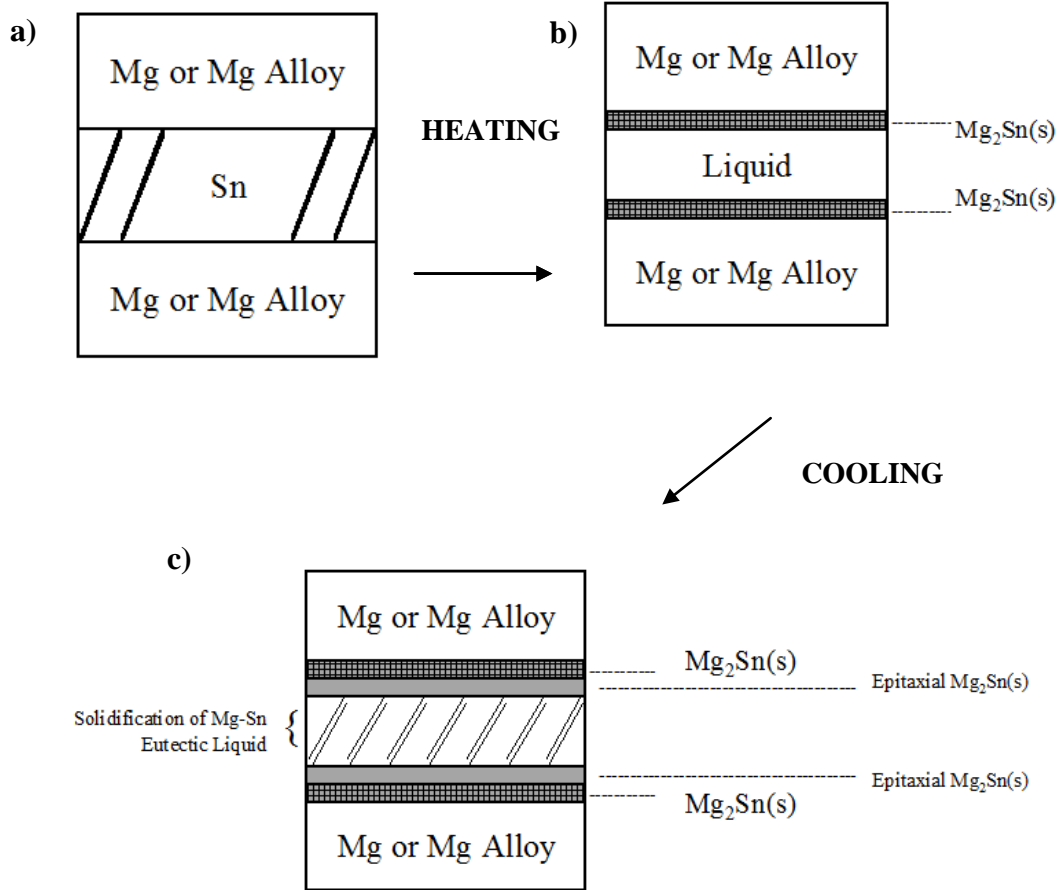 a)
Mg or Mg Alloy
Sn
Mg or Mg Alloy
HEATING
b)
Mg or Mg Alloy
Mg₂Sn(s)
Liquid
Mg₂Sn(s)
Mg or Mg Alloy
COOLING
c)
Mg or Mg Alloy
Mg₂Sn(s)
Epitaxial Mg₂Sn(s)
Solidification of Mg-Sn
Eutectic Liquid
Epitaxial Mg₂Sn(s)
Mg₂Sn(s)
Mg or Mg Alloy